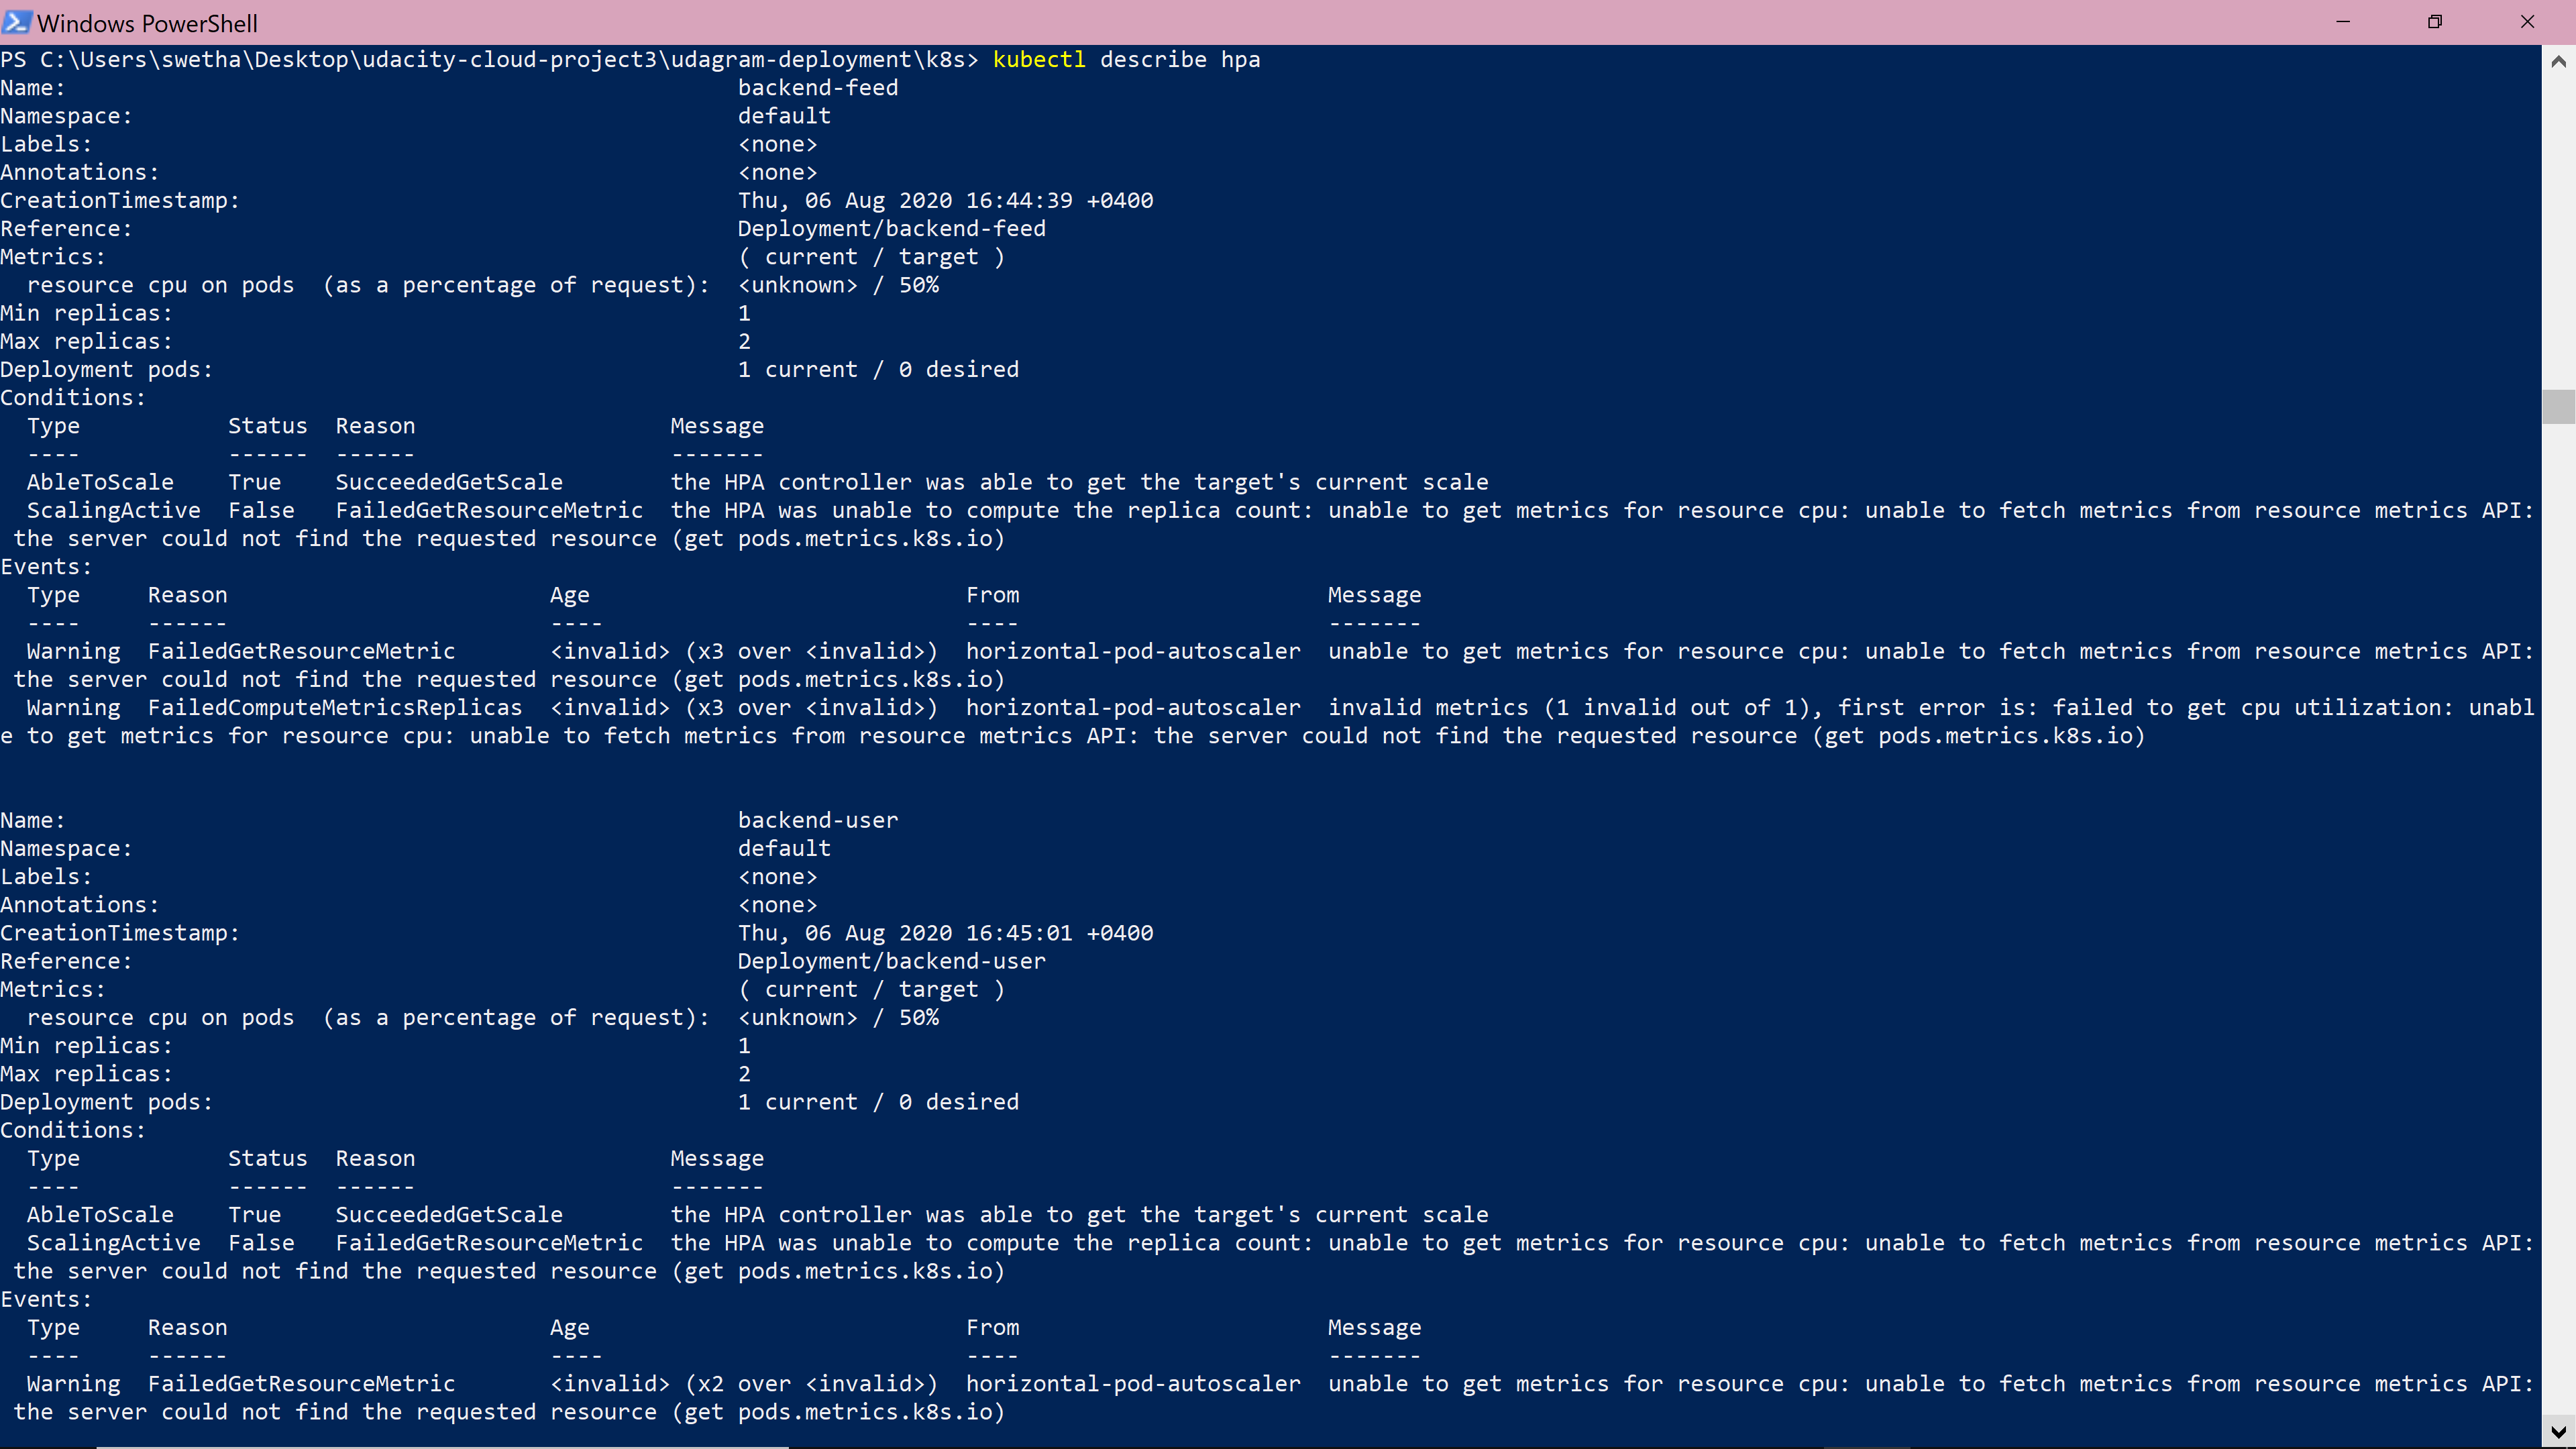 Windows PowerShell
PS C:\Users\swetha\Desktop\udacity-cloud-project3\udagram-deployment\k8s> kubectl describe hpa
Name:                                                  backend-feed
Namespace:                                             default
Labels:                                                <none>
Annotations:                                           <none>
CreationTimestamp:                                     Thu, 06 Aug 2020 16:44:39 +0400
Reference:                                             Deployment/backend-feed
Metrics:                                               ( current / target )
  resource cpu on pods  (as a percentage of request):  <unknown> / 50%
Min replicas:                                          1
Max replicas:                                          2
Deployment pods:                                       1 current / 0 desired
Conditions:
  Type           Status  Reason                   Message
  ----           ------  ------                   -------
  AbleToScale    True    SucceededGetScale        the HPA controller was able to get the target's current scale
  ScalingActive  False   FailedGetResourceMetric  the HPA was unable to compute the replica count: unable to get metrics for resource cpu: unable to fetch metrics from resource metrics API:
 the server could not find the requested resource (get pods.metrics.k8s.io)
Events:
  Type     Reason                        Age                            From                       Message
  ----     ------                        ----                           ----                       -------
  Warning  FailedGetResourceMetric       <invalid> (x3 over <invalid>)  horizontal-pod-autoscaler  unable to get metrics for resource cpu: unable to fetch metrics from resource metrics API:
 the server could not find the requested resource (get pods.metrics.k8s.io)
  Warning  FailedComputeMetricsReplicas  <invalid> (x3 over <invalid>)  horizontal-pod-autoscaler  invalid metrics (1 invalid out of 1), first error is: failed to get cpu utilization: unabl
e to get metrics for resource cpu: unable to fetch metrics from resource metrics API: the server could not find the requested resource (get pods.metrics.k8s.io)
Name:                                                  backend-user
Namespace:                                             default
Labels:                                                <none>
Annotations:                                           <none>
CreationTimestamp:                                     Thu, 06 Aug 2020 16:45:01 +0400
Reference:                                             Deployment/backend-user
Metrics:                                               ( current / target )
  resource cpu on pods  (as a percentage of request):  <unknown> / 50%
Min replicas:                                          1
Max replicas:                                          2
Deployment pods:                                       1 current / 0 desired
Conditions:
  Type           Status  Reason                   Message
  ----           ------  ------                   -------
  AbleToScale    True    SucceededGetScale        the HPA controller was able to get the target's current scale
  ScalingActive  False   FailedGetResourceMetric  the HPA was unable to compute the replica count: unable to get metrics for resource cpu: unable to fetch metrics from resource metrics API:
 the server could not find the requested resource (get pods.metrics.k8s.io)
Events:
  Type     Reason                        Age                            From                       Message
  ----     ------                        ----                           ----                       -------
  Warning  FailedGetResourceMetric       <invalid> (x2 over <invalid>)  horizontal-pod-autoscaler  unable to get metrics for resource cpu: unable to fetch metrics from resource metrics API:
 the server could not find the requested resource (get pods.metrics.k8s.io)